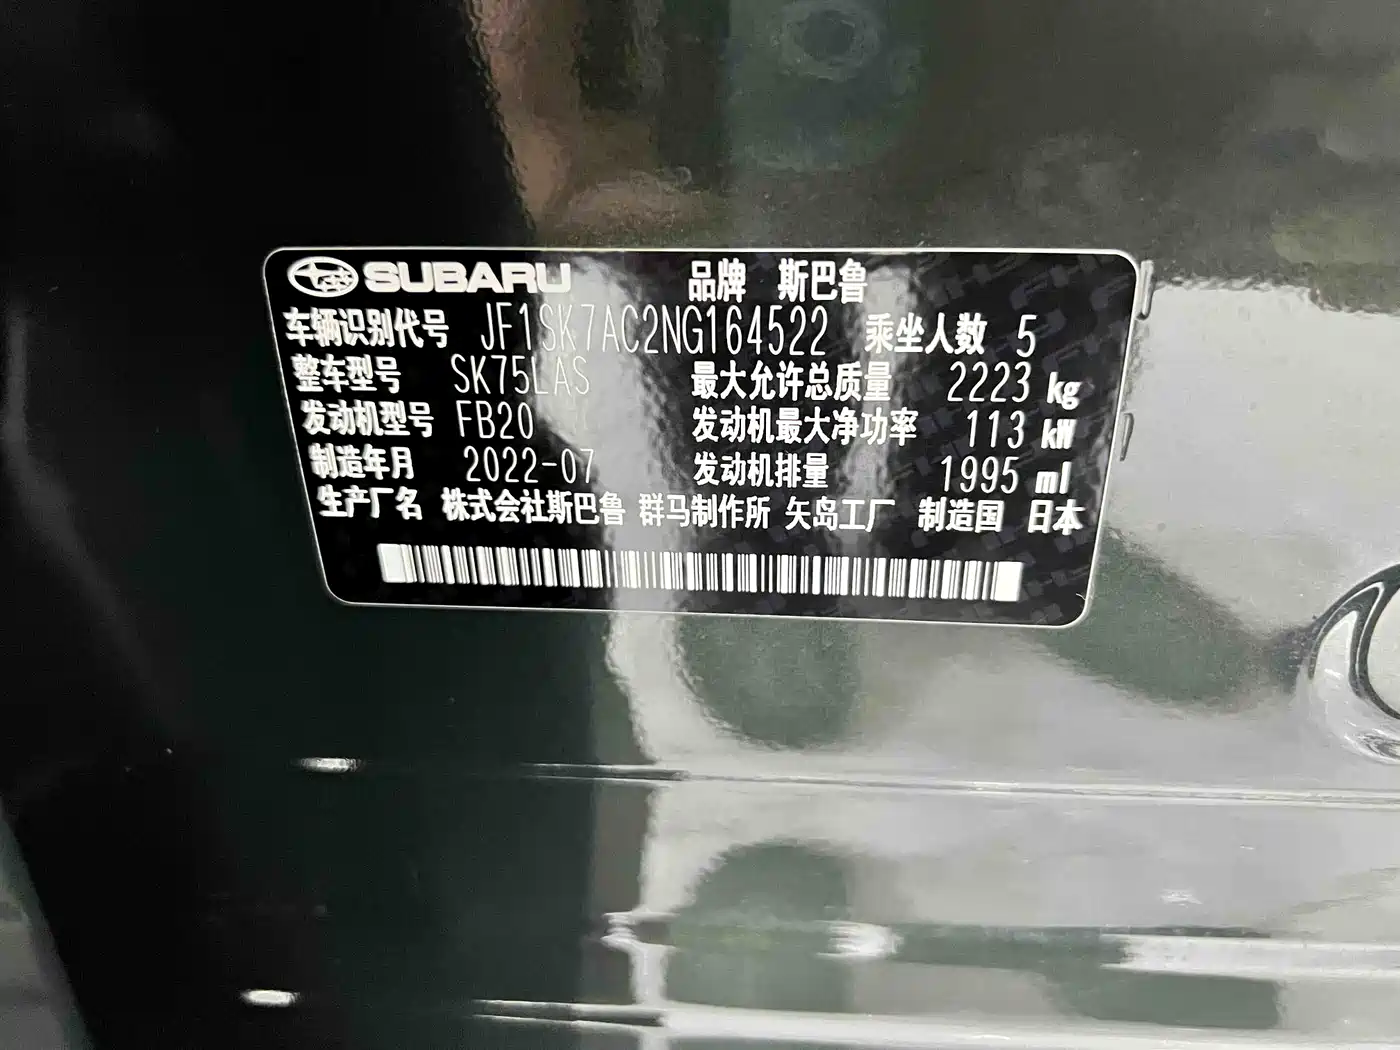 SUBARU 品牌 斯巴鲁
车辆识别代号 JF1SK7AC2NG164522 乘坐人数 5
整车型号 SK75LAS 最大允许总质量 2223 kg
发动机型号 FB20 发动机最大净功率 113 kW
制造年月 2022-07 发动机排量 1995 ml
生产厂名 株式会社斯巴鲁 群马制作所 矢岛工厂 制造国 日本